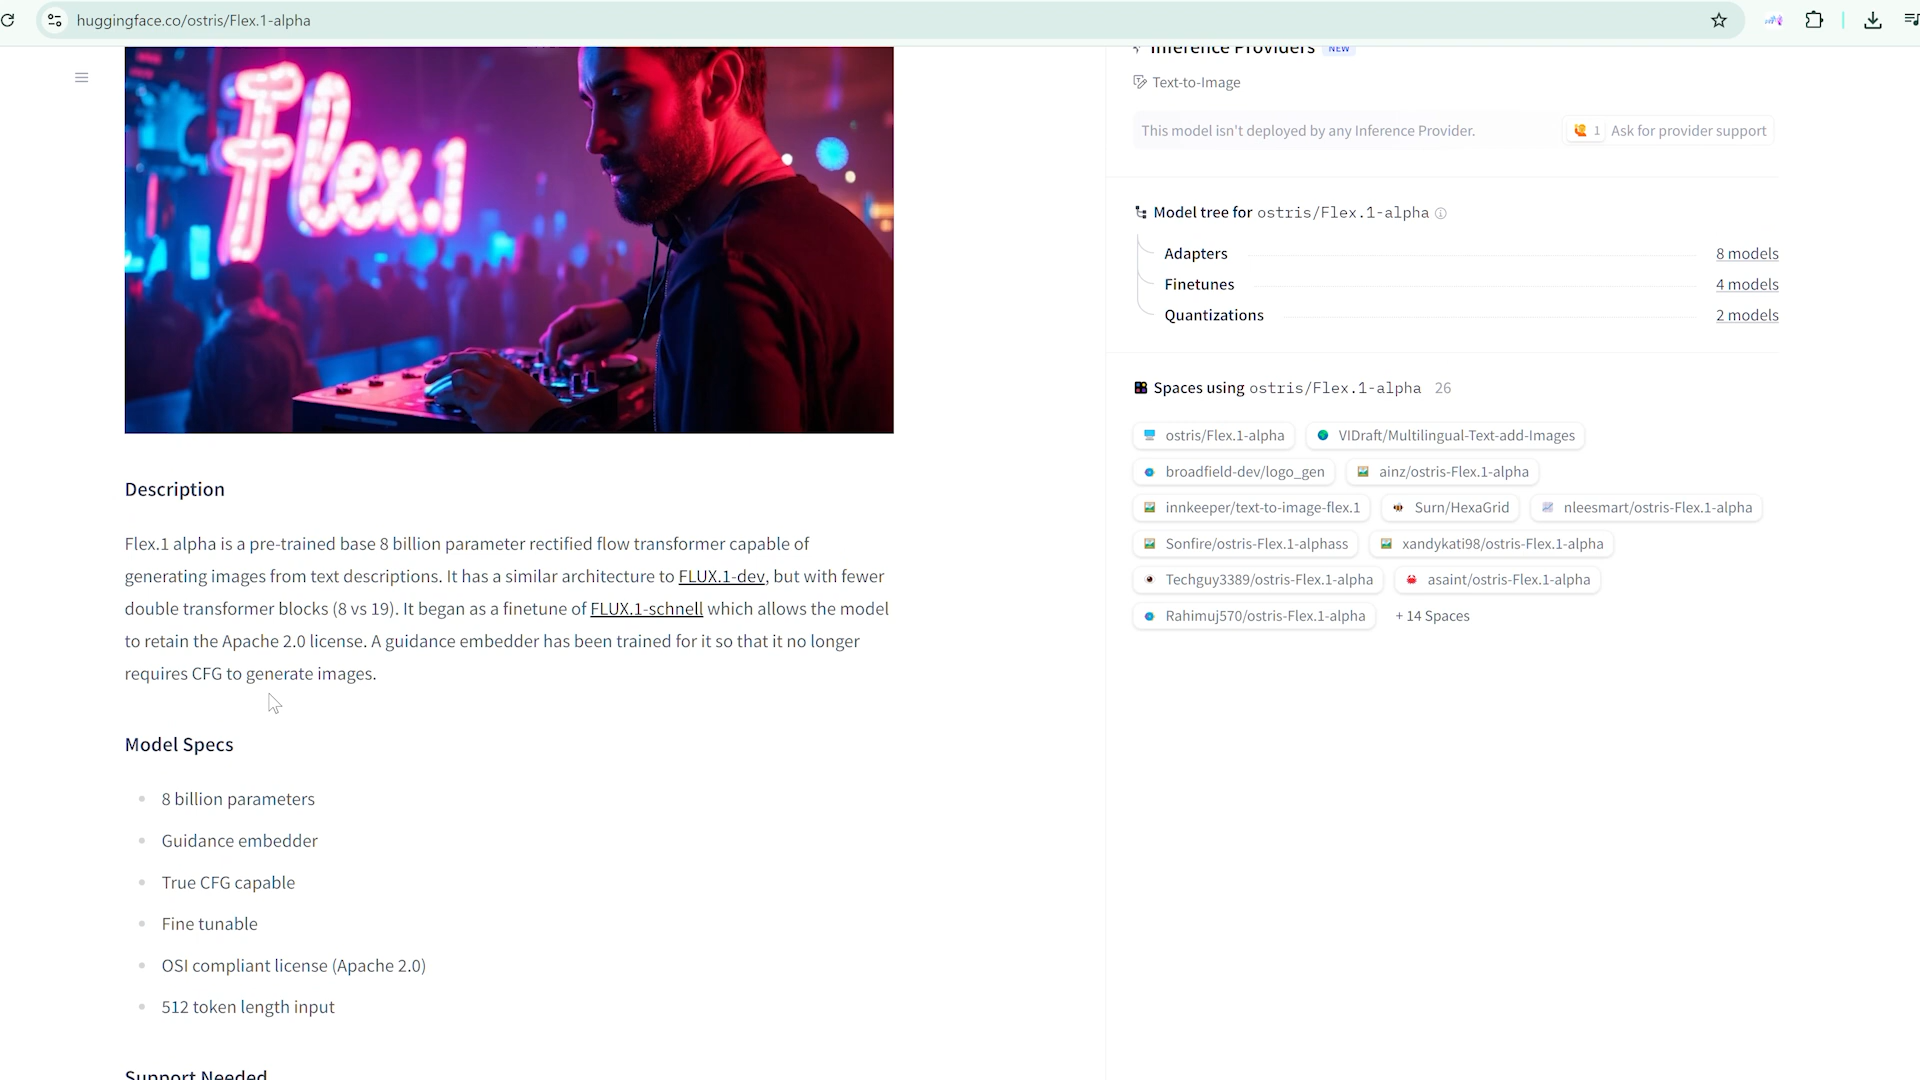 huggingface.co/ostris/Flex.1-alpha
Flex.1
Description
Flex.1 alpha is a pre-trained base 8 billion parameter rectified flow transformer capable of
generating images from text descriptions. It has a similar architecture to FLUX.1-dev, but with fewer
double transformer blocks (8 vs 19). It began as a finetune of FLUX.1-schnell which allows the model
to retain the Apache 2.0 license. A guidance embedder has been trained for it so that it no longer
requires CFG to generate images.
Model Specs
8 billion parameters
Guidance embedder
True CFG capable
Fine tunable
OSI compliant license (Apache 2.0)
512 token length input
Support Needed
Inference Providers NEW
Text-to-Image
This model isn't deployed by any Inference Provider. 1 Ask for provider support
Model tree for ostris/Flex.1-alpha
Adapters 8 models
Finetunes 4 models
Quantizations 2 models
Spaces using ostris/Flex.1-alpha 26
ostris/Flex.1-alpha VIDraft/Multilingual-Text-add-Images
broadfield-dev/logo_gen ainz/ostris-Flex.1-alpha
innkeeper/text-to-image-flex.1 Surn/HexaGrid nleesmart/ostris-Flex.1-alpha
Sonfire/ostris-Flex.1-alphass xandykati98/ostris-Flex.1-alpha
Techguy3389/ostris-Flex.1-alpha asaint/ostris-Flex.1-alpha
Rahimuj570/ostris-Flex.1-alpha + 14 Spaces